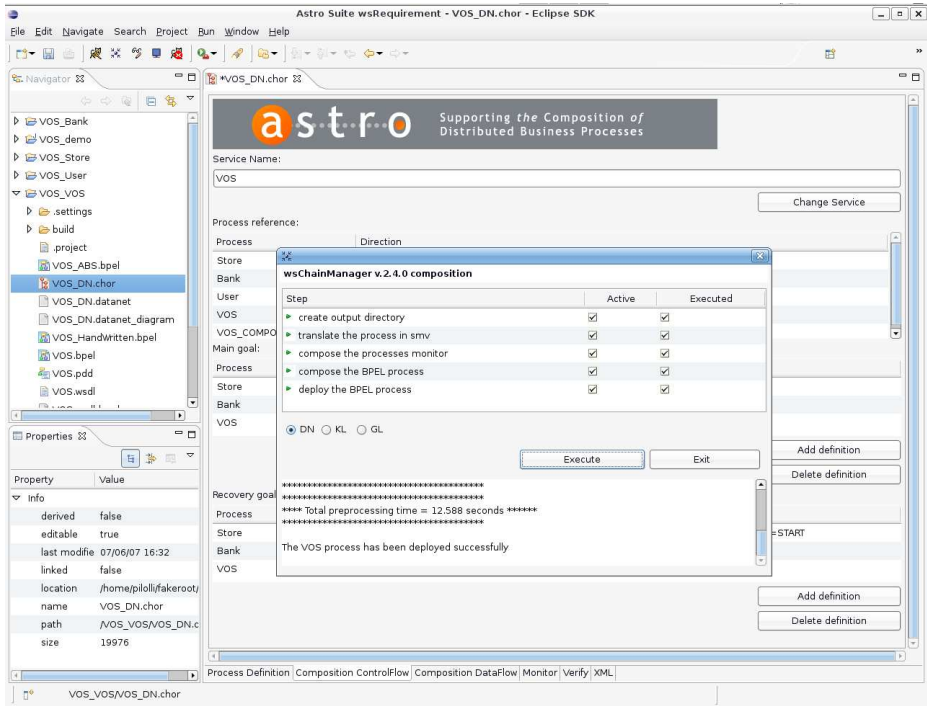 Astro Suite wsRequirement - VOS_DN.chor - Eclipse SDK
File Edit Navigate Search Project Run Window Help
Navigator
*VOS_DN.chor
VOS_Bank
VOS_demo
VOS_Store
VOS_User
VOS_VOS
.settings
build
.project
VOS_ABS.bpel
VOS_DN.chor
VOS_DN.datanet
VOS_DN.datanet_diagram
VOS_HandWritten.bpel
VOS.bpel
VOS.pdd
VOS.wsdl
astro
Supporting the Composition of
Distributed Business Processes
Service Name:
VOS
Change Service
Process reference:
Process Direction
Store
Bank
User
VOS
VOS_COMPO
Main goal:
Process
Store
Bank
VOS
Add definition
Delete definition
Recovery goal
Process
Store =START
Bank
VOS
Add definition
Delete definition
wsChainManager v.2.4.0 composition
Step Active Executed
create output directory
translate the process in smv
compose the processes monitor
compose the BPEL process
deploy the BPEL process
DN KL GL
Execute Exit
******************************************
******************************************
**** Total preprocessing time = 12.588 seconds ******
******************************************
The VOS process has been deployed successfully
Properties
Property Value
Info
derived false
editable true
last modifie 07/06/07 16:32
linked false
location /home/pilolli/fakeroot/
name VOS_DN.chor
path /VOS_VOS/VOS_DN.c
size 19976
Process Definition Composition ControlFlow Composition DataFlow Monitor Verify XML
VOS_VOS/VOS_DN.chor